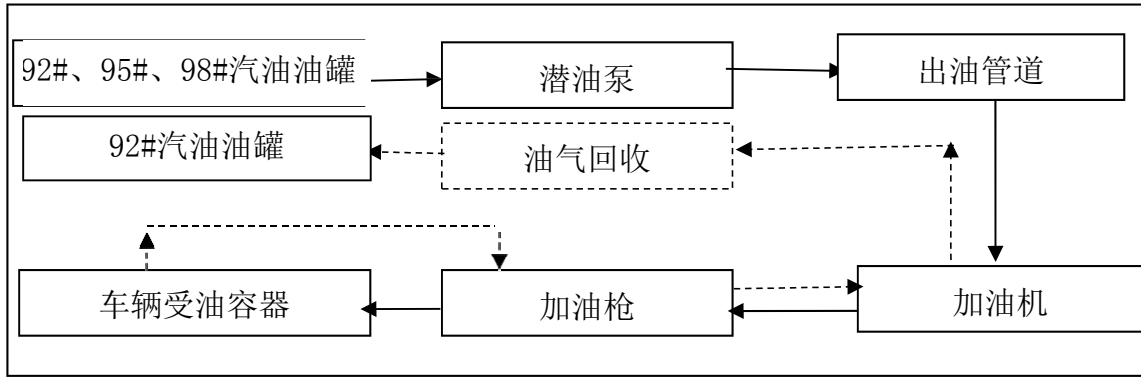 92#、95#、98#汽油油罐
潜油泵
出油管道
92#汽油油罐
油气回收
车辆受油容器
加油枪
加油机